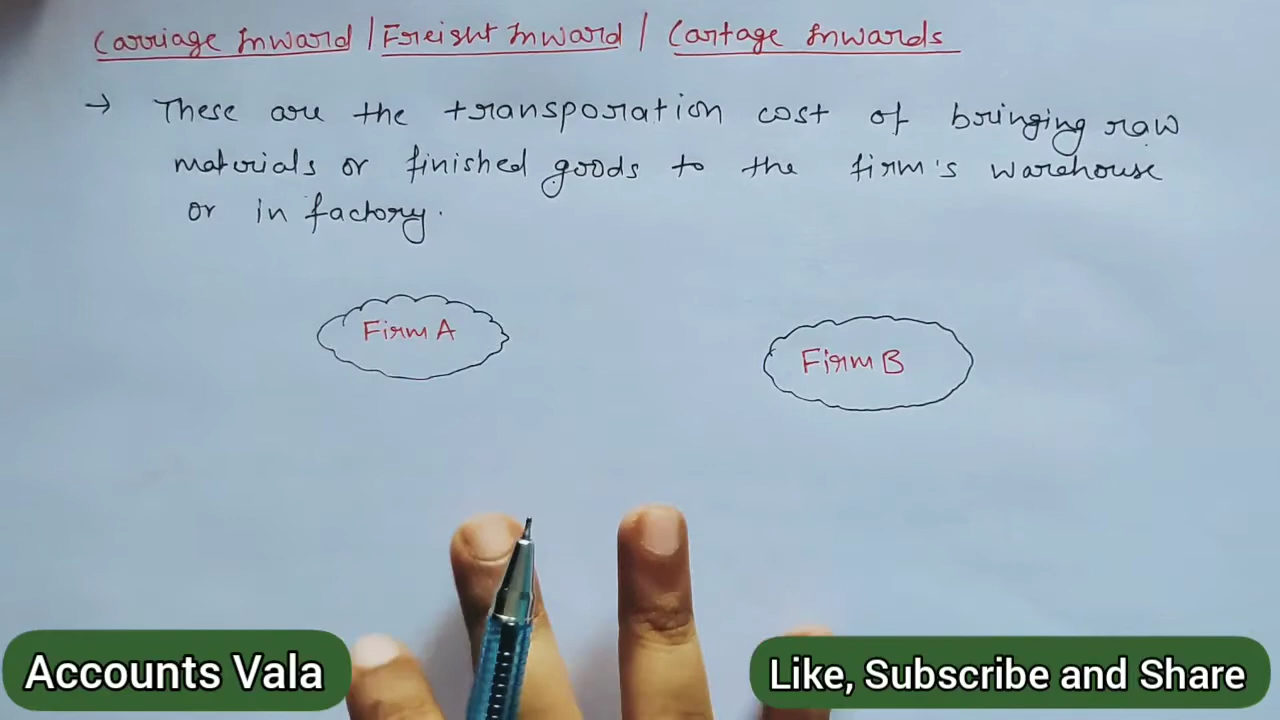 Carriage Inward / Freight Inward / Cartage Inwards
→ These are the transporation cost of bringing raw
materials or finished goods to the firm's warehouse
or in factory.
Firm A
Firm B
Accounts Vala
Like, Subscribe and Share